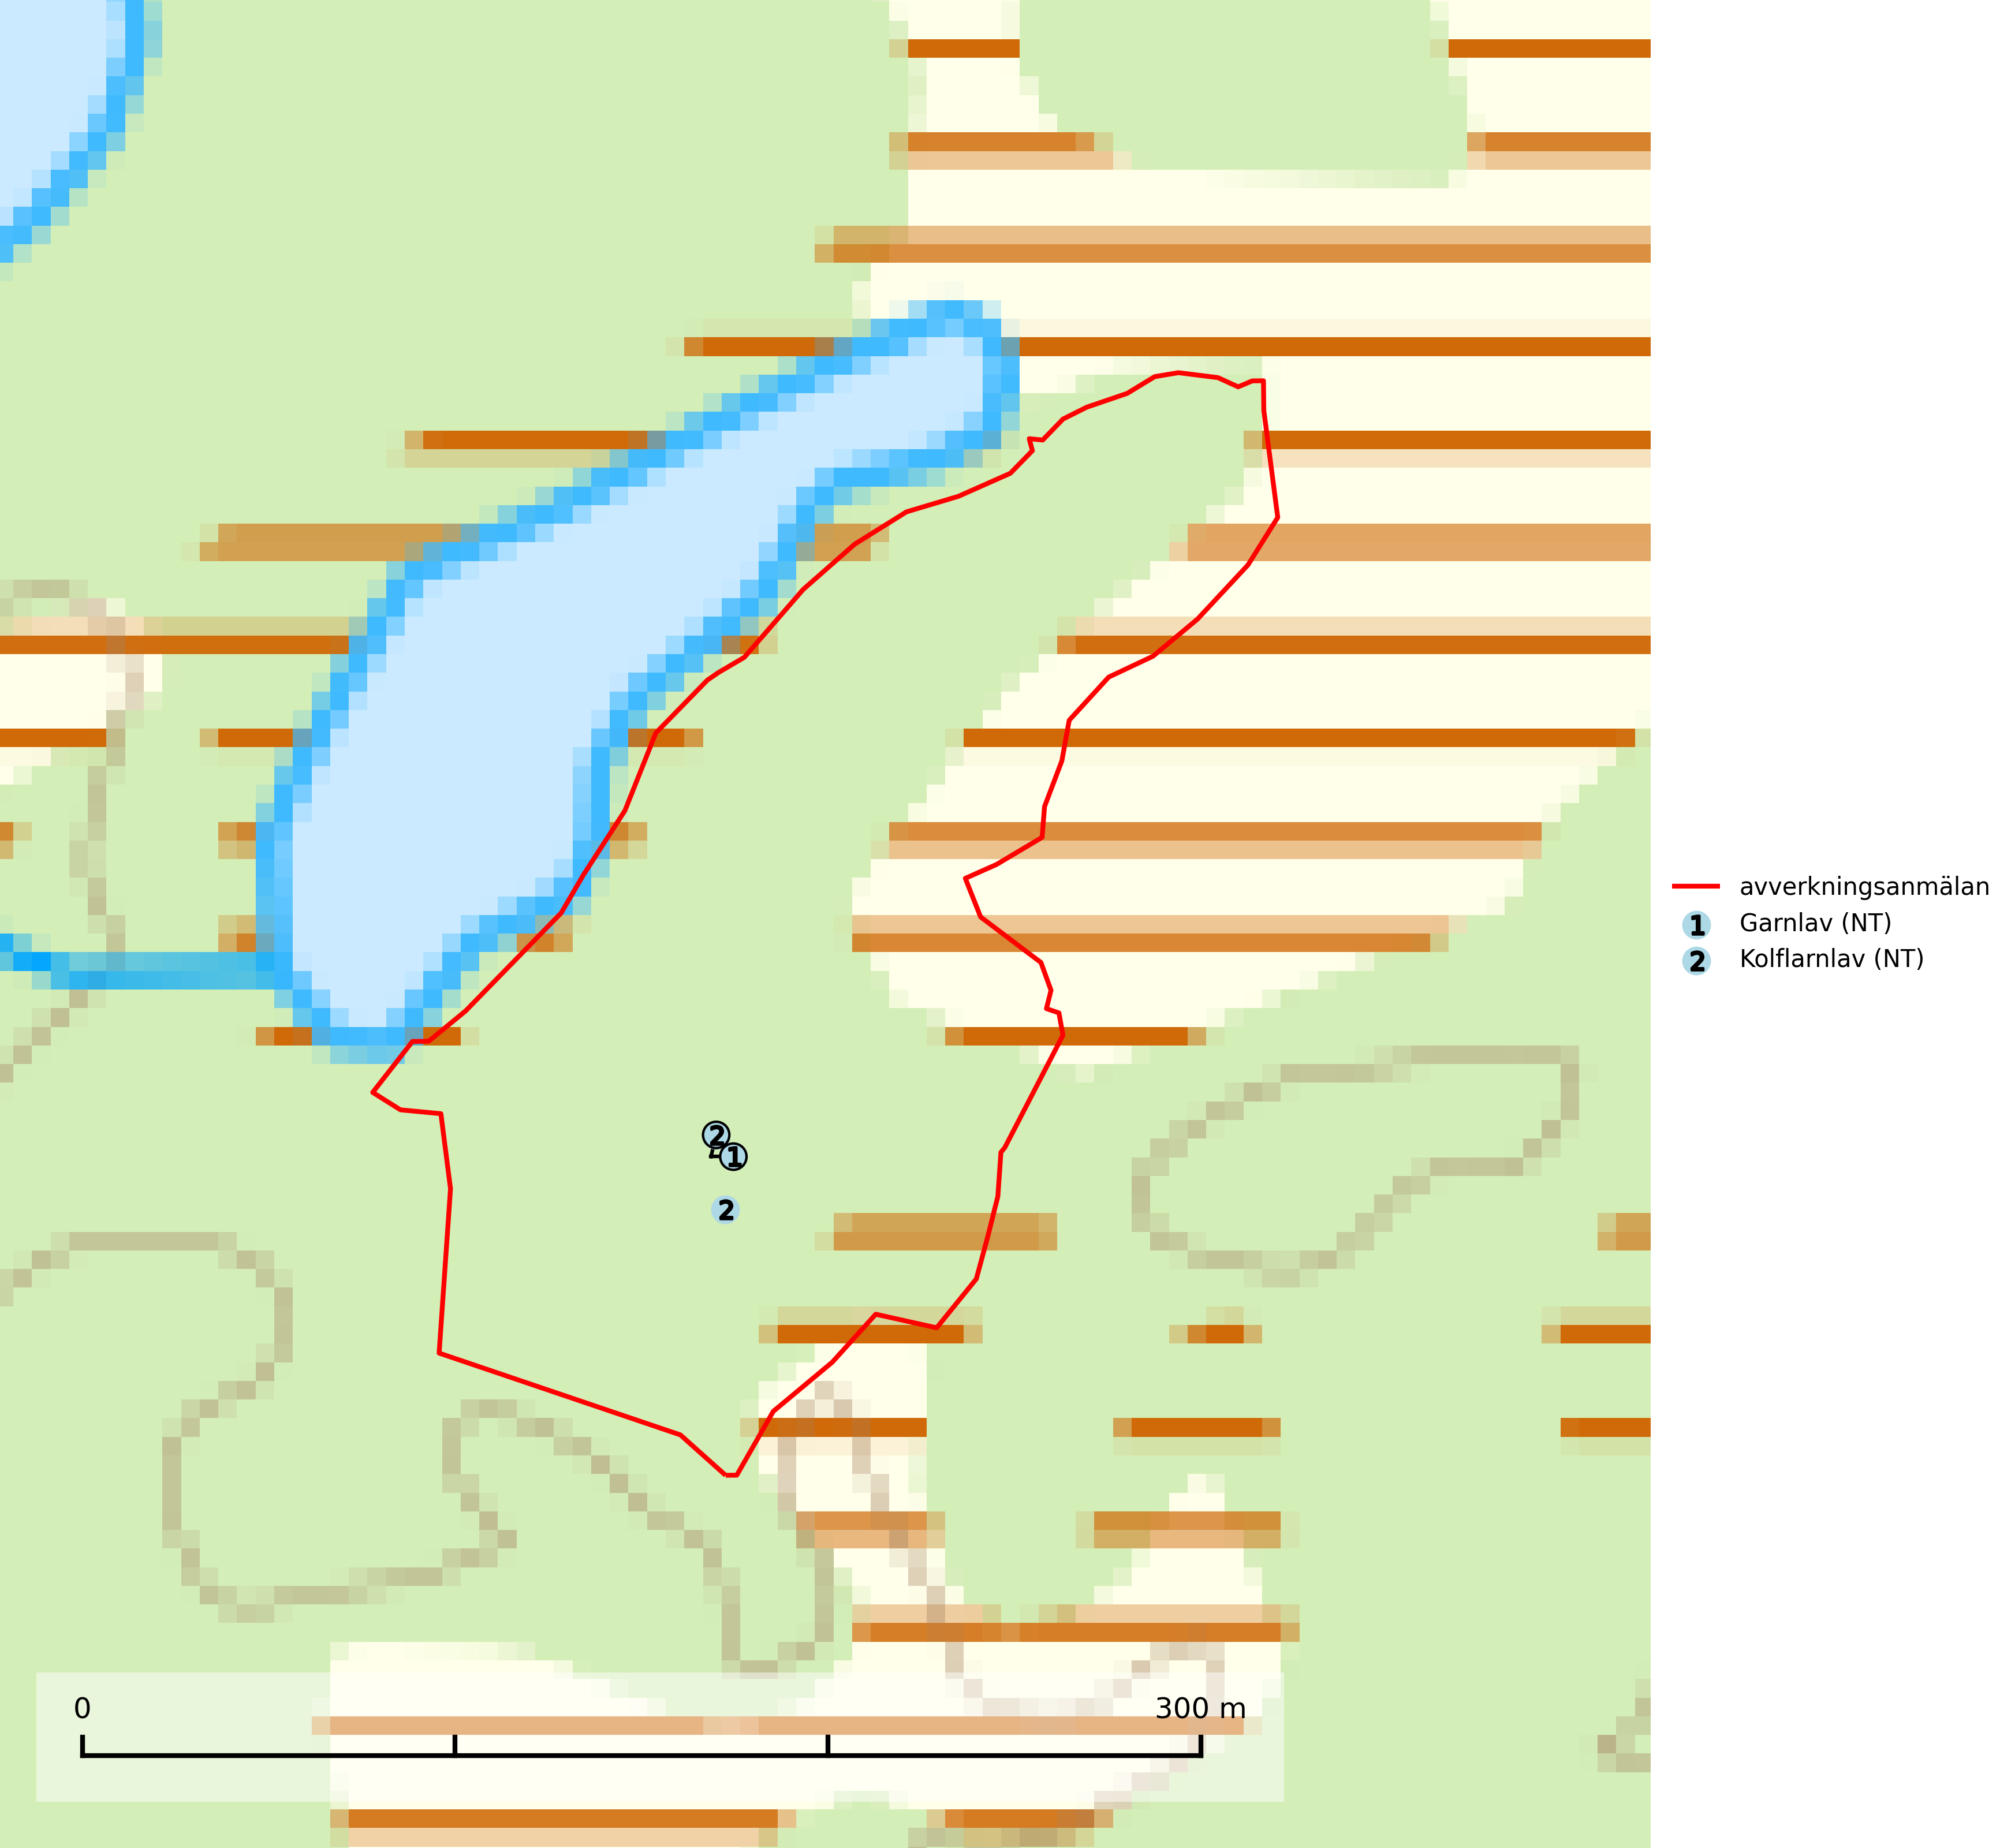 avverkningsanmälan
1 Garnlav (NT)
2 Kolflarnlav (NT)
2
1
2
0 300 m